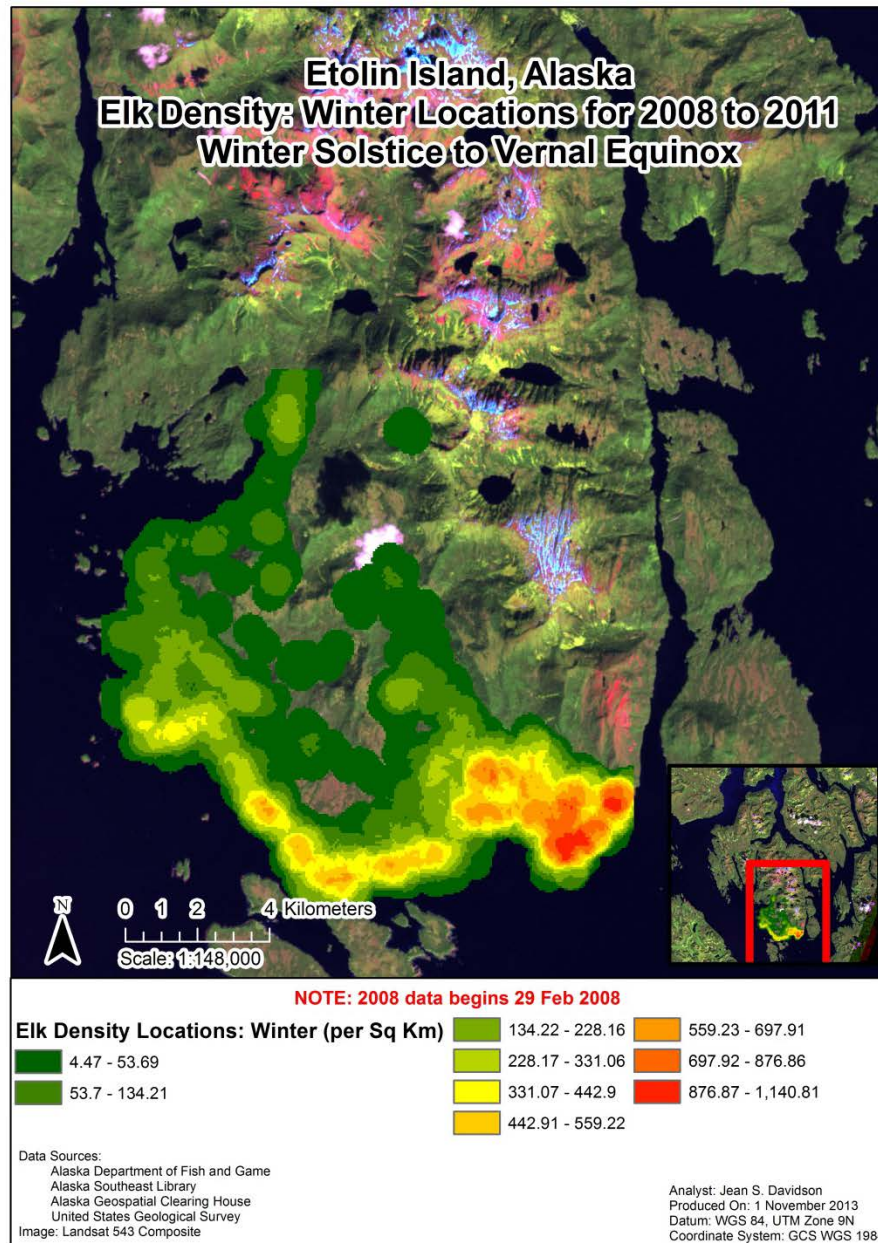 Etolin Island, Alaska
Elk Density: Winter Locations for 2008 to 2011
Winter Solstice to Vernal Equinox
N
0 1 2 4 Kilometers
Scale: 1:148,000
NOTE: 2008 data begins 29 Feb 2008
Elk Density Locations: Winter (per Sq Km)
4.47 - 53.69
53.7 - 134.21
134.22 - 228.16
228.17 - 331.06
331.07 - 442.9
442.91 - 559.22
559.23 - 697.91
697.92 - 876.86
876.87 - 1,140.81
Data Sources:
Alaska Department of Fish and Game
Alaska Southeast Library
Alaska Geospatial Clearing House
United States Geological Survey
Image: Landsat 543 Composite
Analyst: Jean S. Davidson
Produced On: 1 November 2013
Datum: WGS 84, UTM Zone 9N
Coordinate System: GCS WGS 198